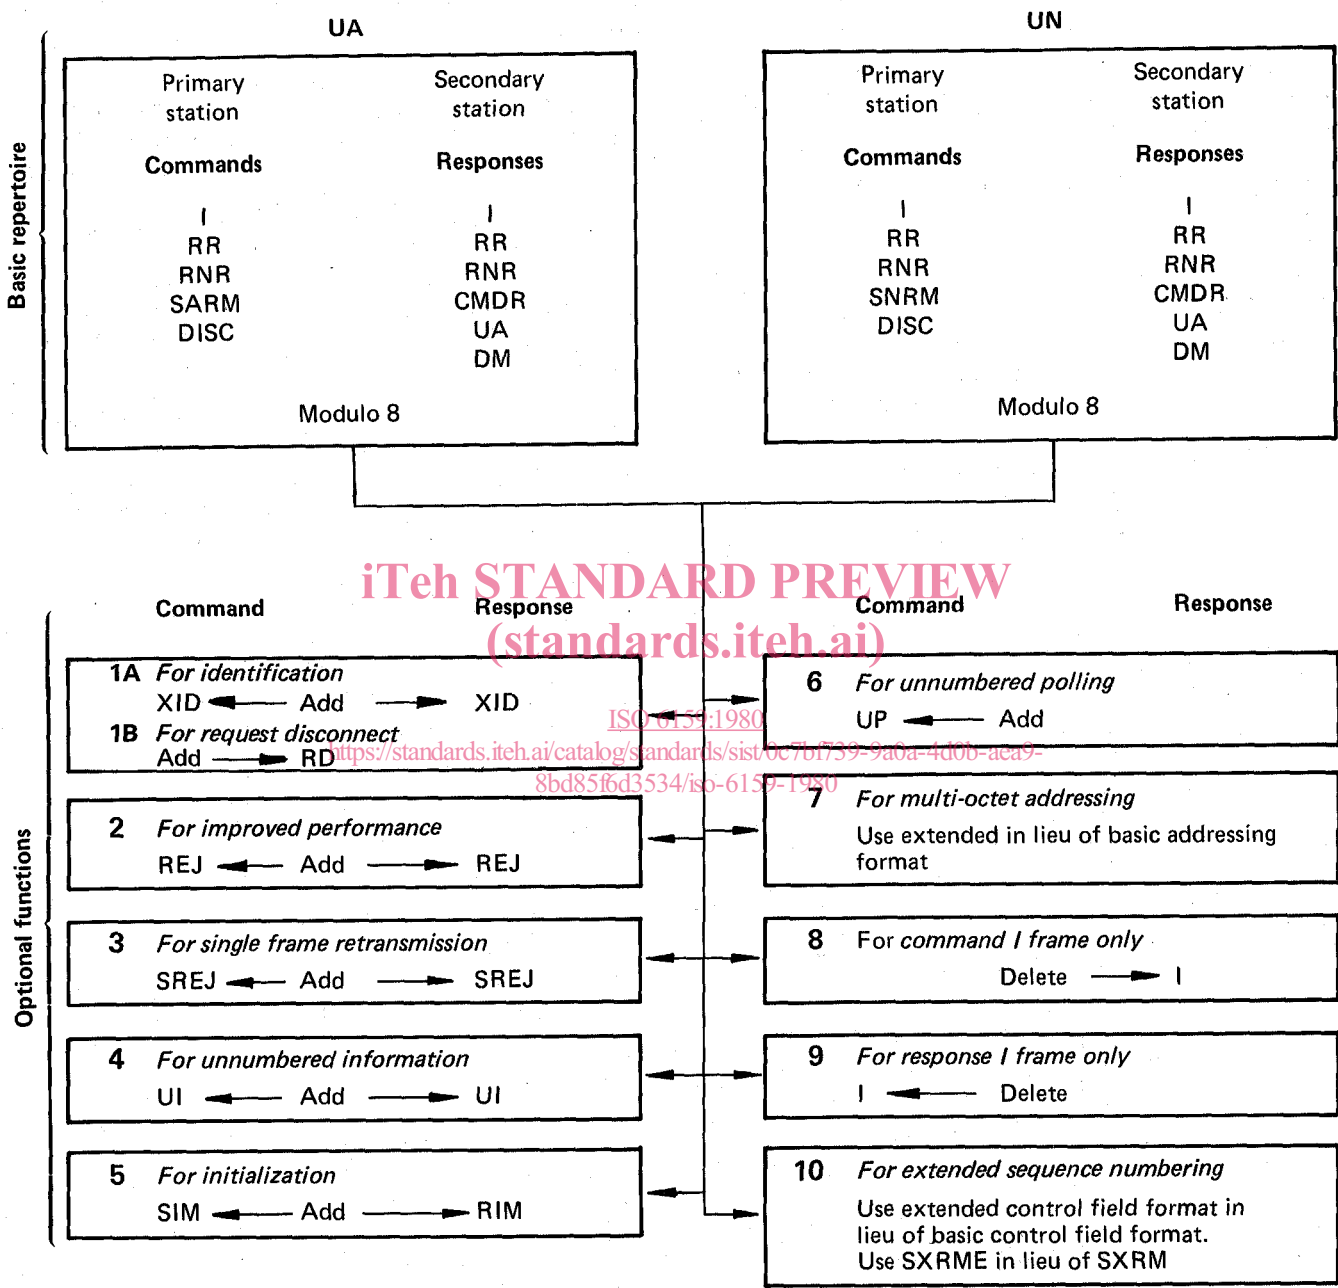 UA
UN
Basic repertoire
Primary station
Secondary station
Commands
Responses
I
I
RR
RR
RNR
RNR
SARM
CMDR
DISC
UA
DM
Modulo 8
Primary station
Secondary station
Commands
Responses
I
I
RR
RR
RNR
RNR
SNRM
CMDR
DISC
UA
DM
Modulo 8
iTeh STANDARD PREVIEW
(standards.iteh.ai)
ISO 6159:1980
https://standards.iteh.ai/catalog/standards/sist/0c7bf739-9a0a-4d0b-aea9-
8bd85f6d3534/iso-6159-1980
Optional functions
Command Response
1A For identification
XID Add XID
1B For request disconnect
Add RD
2 For improved performance
REJ Add REJ
3 For single frame retransmission
SREJ Add SREJ
4 For unnumbered information
UI Add UI
5 For initialization
SIM Add RIM
Command Response
6 For unnumbered polling
UP Add
7 For multi-octet addressing
Use extended in lieu of basic addressing
format
8 For command I frame only
Delete I
9 For response I frame only
I Delete
10 For extended sequence numbering
Use extended control field format in
lieu of basic control field format.
Use SXRME in lieu of SXRM